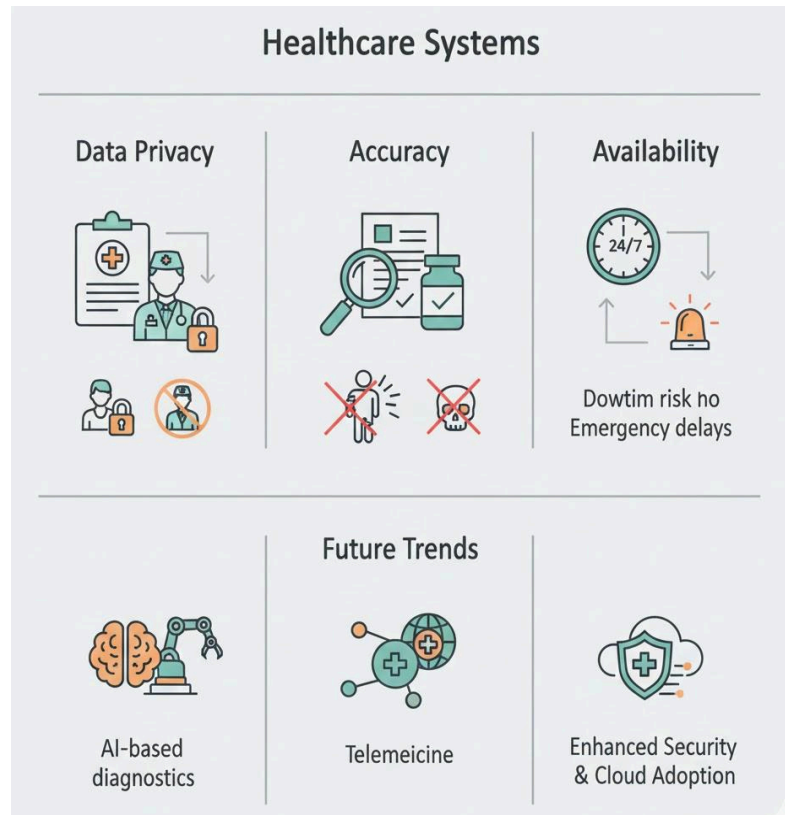 Healthcare Systems
Data Privacy
Accuracy
Availability
24/7
Dowtim risk no
Emergency delays
Future Trends
AI-based
diagnostics
Telemeicine
Enhanced Security
& Cloud Adoption